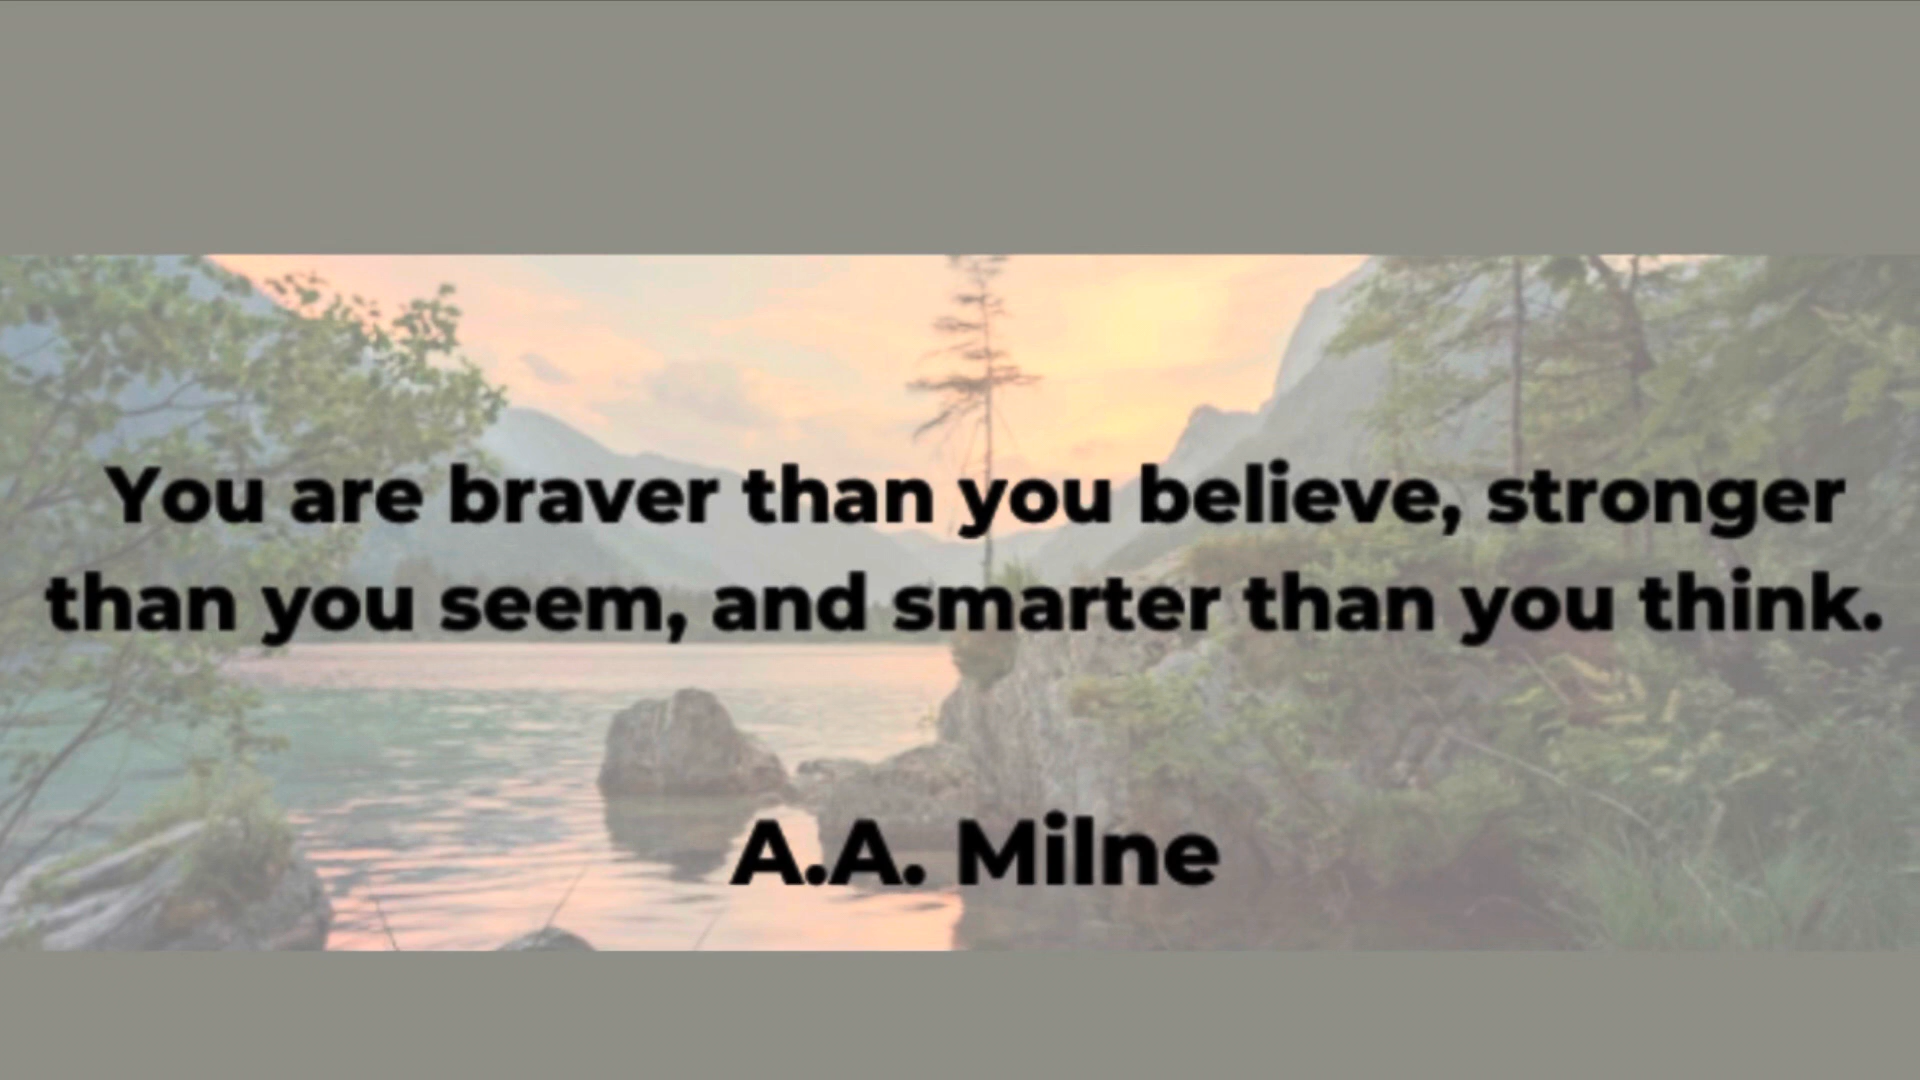 You are braver than you believe, stronger
than you seem, and smarter than you think.
A.A. Milne